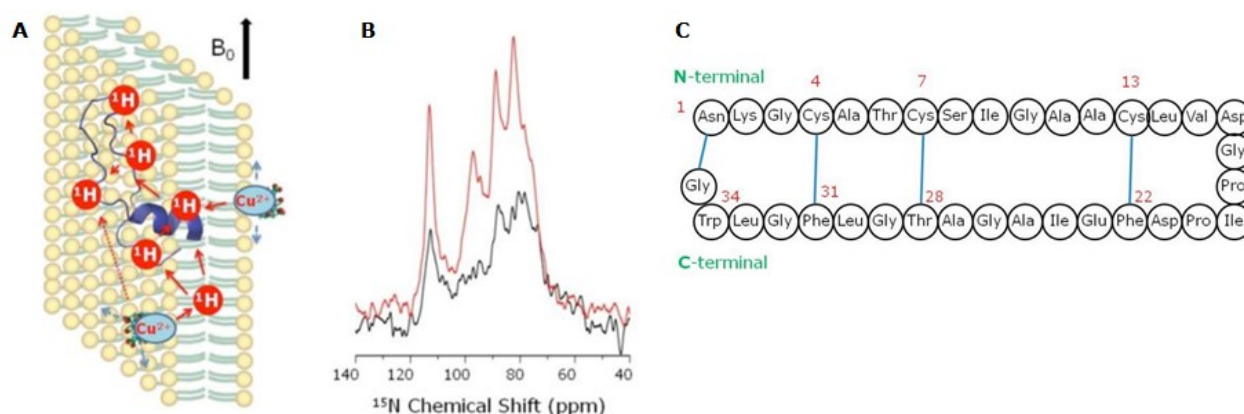 A
B₀
¹H
¹H
¹H
¹H
Cu²⁺
¹H
¹H
Cu²⁺
B
140 120 100 80 60 40
¹⁵N Chemical Shift (ppm)
C
N-terminal
4 7 13
1
Asn Lys Gly Cys Ala Thr Cys Ser Ile Gly Ala Ala Cys Leu Val Asp
Gly
Gly
Pro
34 31 28 22
Trp Leu Gly Phe Leu Gly Thr Ala Gly Ala Ile Glu Phe Asp Pro Ile
C-terminal